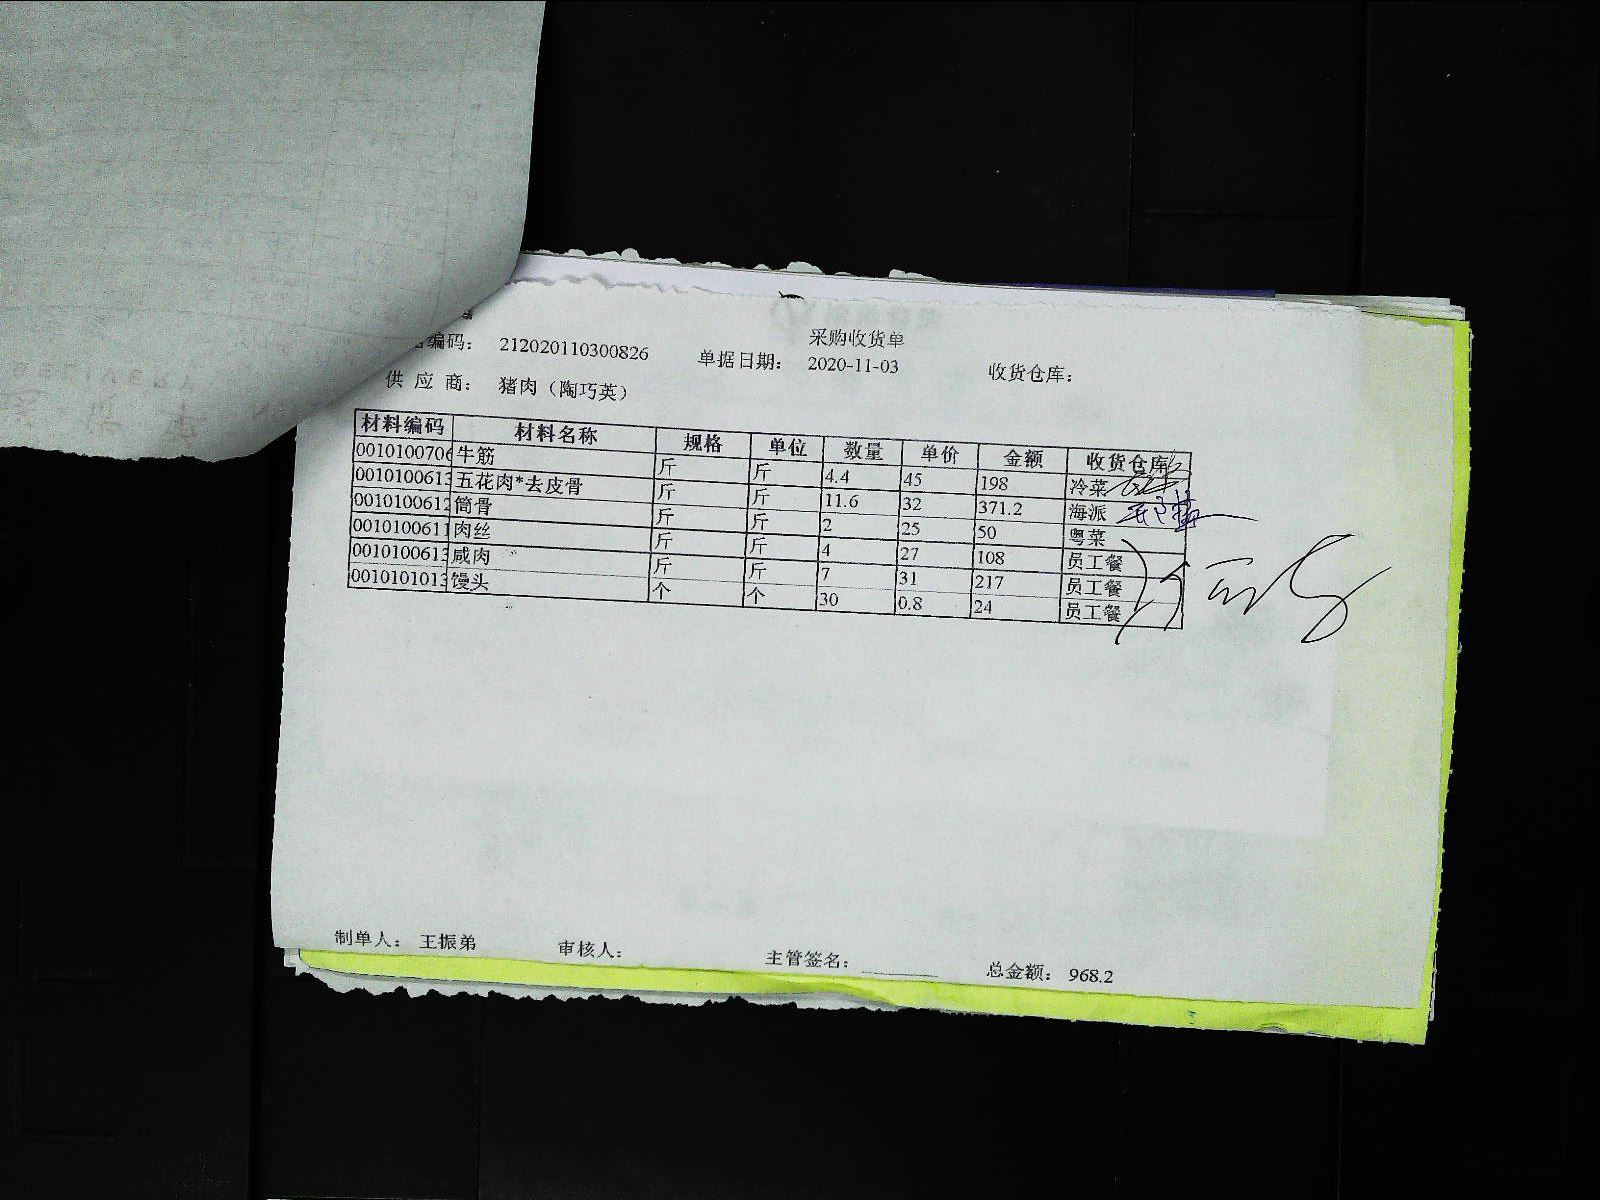 采购收货单
编码： 212020110300826 单据日期： 2020-11-03 收货仓库：
供 应 商： 猪肉（陶巧英）
材料编码 材料名称 规格 单位 数量 单价 金额 收货仓库
0010100706 牛筋 斤 斤 4.4 45 198 冷菜
0010100613 五花肉*去皮骨 斤 斤 11.6 32 371.2 海派
0010100612 筒骨 斤 斤 2 25 50 粤菜
0010100611 肉丝 斤 斤 4 27 108 员工餐
0010100613 咸肉 斤 斤 7 31 217 员工餐
0010101013 馒头 个 个 30 0.8 24 员工餐
制单人： 王振弟 审核人： 主管签名： 总金额： 968.2